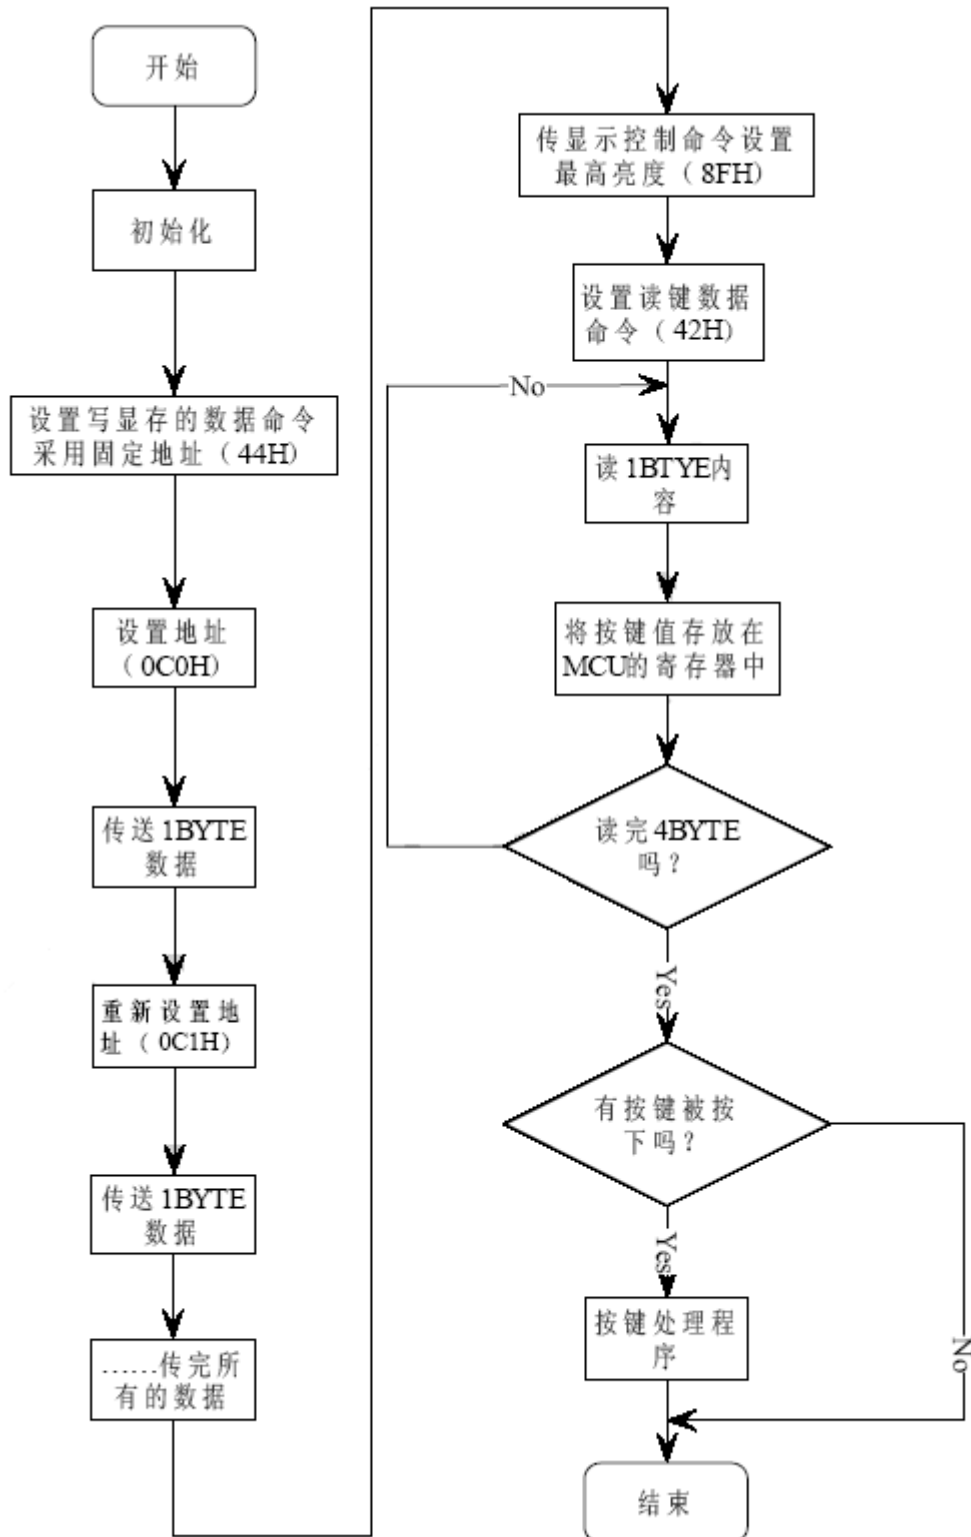 开始
初始化
设置写显存的数据命令
采用固定地址（44H）
设置地址
（0C0H）
传送1BYTE
数据
重新设置地
址（0C1H）
传送1BYTE
数据
……传完所
有的数据
传显示控制命令设置
最高亮度（8FH）
设置读键数据
命令（42H）
No
读1BTYE内
容
将按键值存放在
MCU的寄存器中
读完4BYTE
吗？
Yes
有按键被按
下吗？
Yes
按键处理程
序
No
结束